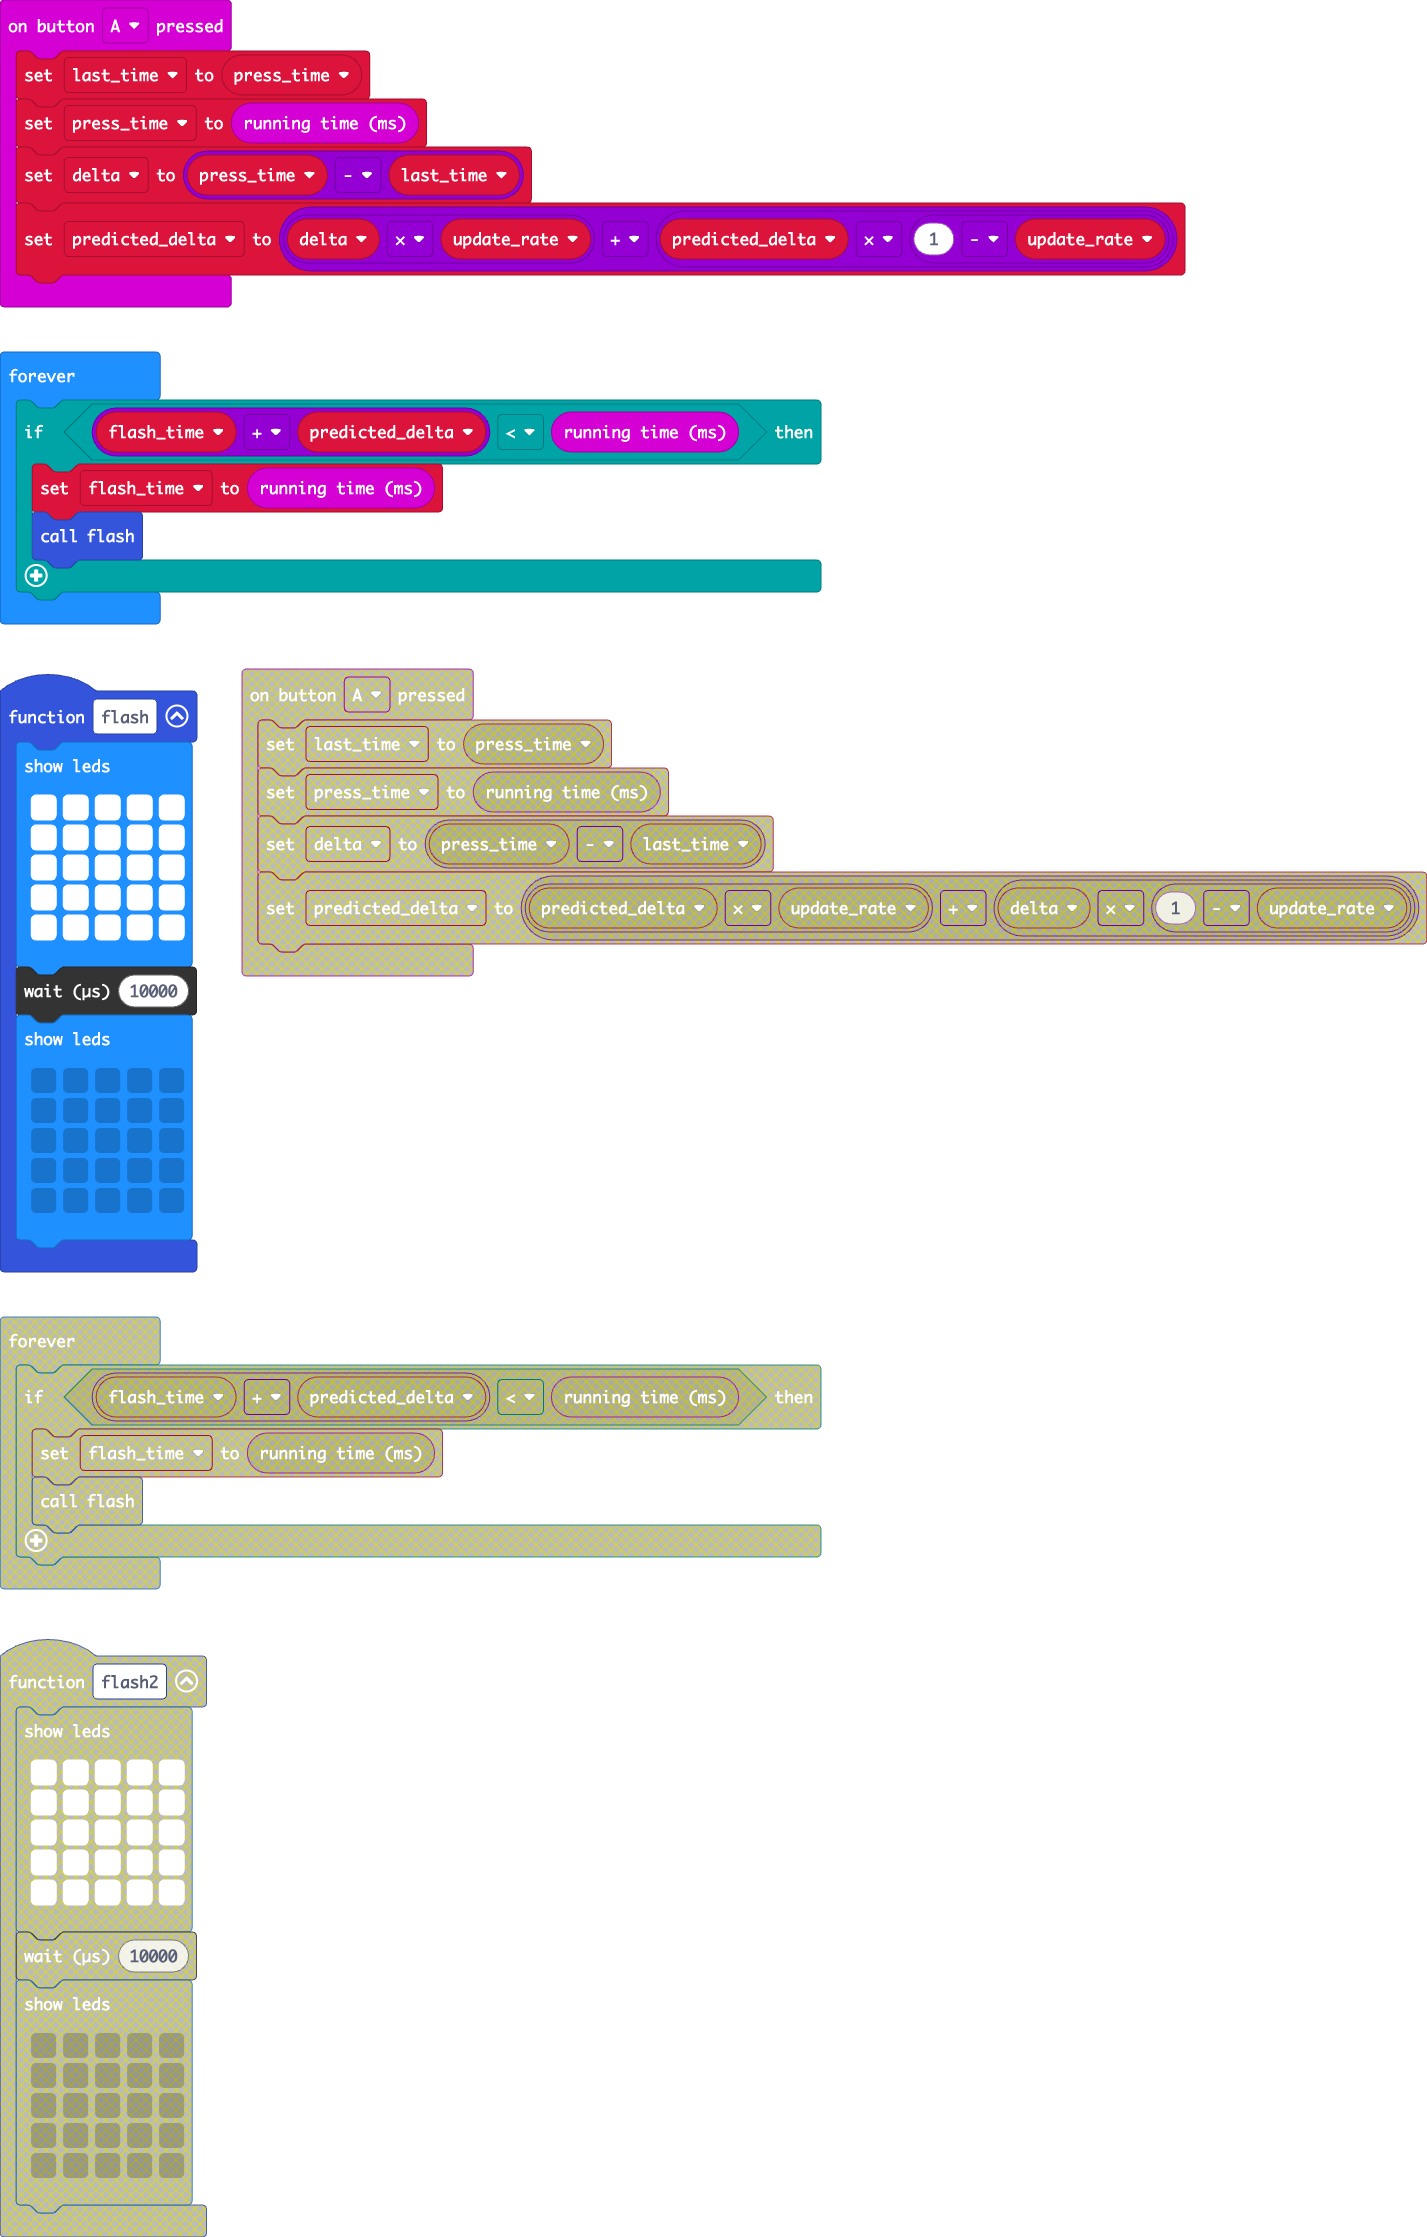 on button A pressed
set last_time to press_time
set press_time to running time (ms)
set delta to press_time - last_time
set predicted_delta to delta × update_rate + predicted_delta × 1 - update_rate
forever
if flash_time + predicted_delta < running time (ms) then
set flash_time to running time (ms)
call flash
function flash
show leds
wait (µs) 10000
show leds
on button A pressed
set last_time to press_time
set press_time to running time (ms)
set delta to press_time - last_time
set predicted_delta to predicted_delta × update_rate + delta × 1 - update_rate
forever
if flash_time + predicted_delta < running time (ms) then
set flash_time to running time (ms)
call flash
function flash2
show leds
wait (µs) 10000
show leds